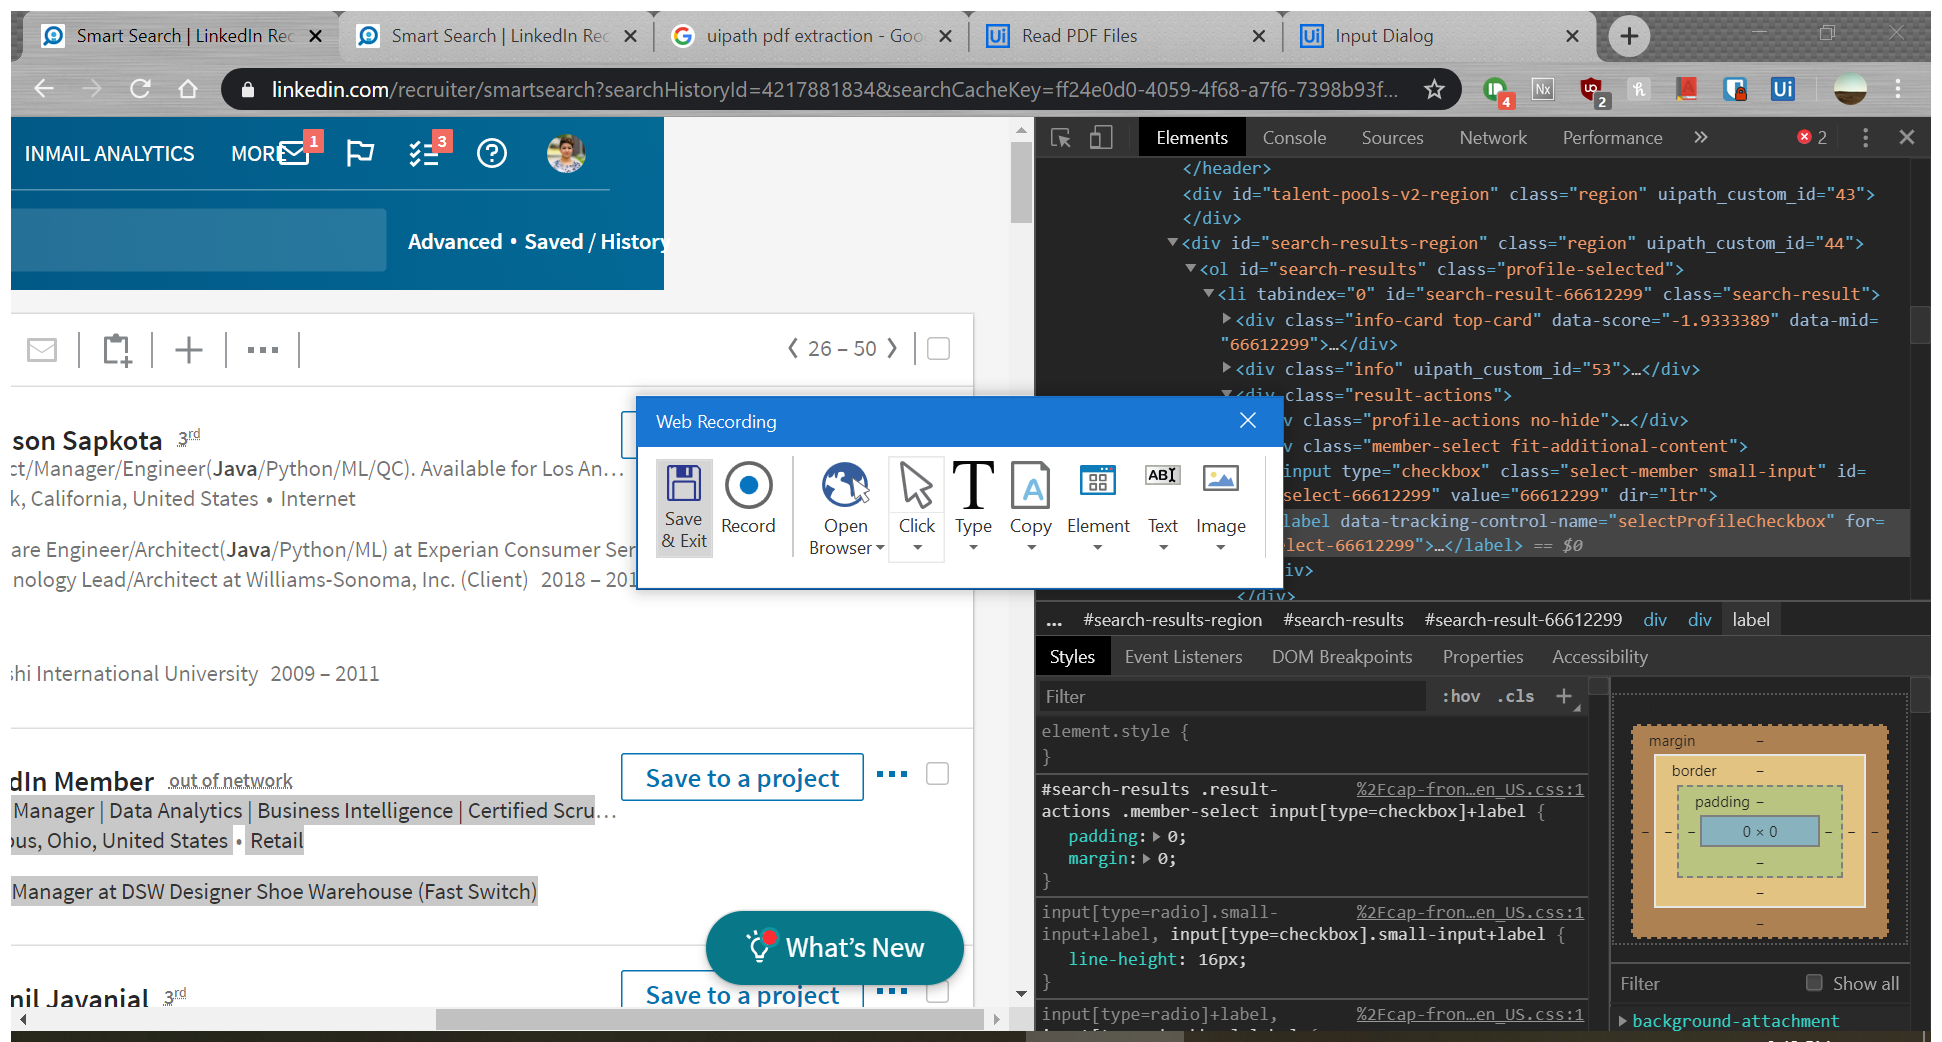 Smart Search | LinkedIn Rec
Smart Search | LinkedIn Rec
uipath pdf extraction - Goo
Read PDF Files
Input Dialog
linkedin.com/recruiter/smartsearch?searchHistoryId=4217881834&searchCacheKey=ff24e0d0-4059-4f68-a7f6-7398b93f...
4
Nx
2
Ui
INMAIL ANALYTICS
MORE
1
3
Advanced • Saved / History
26 – 50
son Sapkota 3rd
ct/Manager/Engineer(Java/Python/ML/QC). Available for Los An...
k, California, United States • Internet
are Engineer/Architect(Java/Python/ML) at Experian Consumer Ser
nology Lead/Architect at Williams-Sonoma, Inc. (Client) 2018 – 201
hi International University 2009 – 2011
dIn Member out of network
Save to a project
Manager | Data Analytics | Business Intelligence | Certified Scru...
ous, Ohio, United States • Retail
Manager at DSW Designer Shoe Warehouse (Fast Switch)
What's New
nil Javanial 3rd
Save to a project
Web Recording
Save & Exit
Record
Open Browser
Click
Type
Copy
Element
Text
Image
Elements
Console
Sources
Network
Performance
2
</header>
<div id="talent-pools-v2-region" class="region" uipath_custom_id="43">
</div>
<div id="search-results-region" class="region" uipath_custom_id="44">
<ol id="search-results" class="profile-selected">
<li tabindex="0" id="search-result-66612299" class="search-result">
<div class="info-card top-card" data-score="-1.9333389" data-mid=
"66612299">…</div>
<div class="info" uipath_custom_id="53">…</div>
<div class="result-actions">
v class="profile-actions no-hide">…</div>
v class="member-select fit-additional-content">
input type="checkbox" class="select-member small-input" id=
select-66612299" value="66612299" dir="ltr">
label data-tracking-control-name="selectProfileCheckbox" for=
elect-66612299">…</label> == $0
iv>
</div>
...
#search-results-region
#search-results
#search-result-66612299
div
div
label
Styles
Event Listeners
DOM Breakpoints
Properties
Accessibility
Filter
:hov
.cls
element.style {
}
#search-results .result- %2Fcap-fron…en_US.css:1
actions .member-select input[type=checkbox]+label {
padding: 0;
margin: 0;
}
input[type=radio].small- %2Fcap-fron…en_US.css:1
input+label, input[type=checkbox].small-input+label {
line-height: 16px;
}
input[type=radio]+label, %2Fcap-fron…en_US.css:1
margin –
border –
padding –
– – – 0 × 0 – – –
–
–
–
Filter
Show all
background-attachment